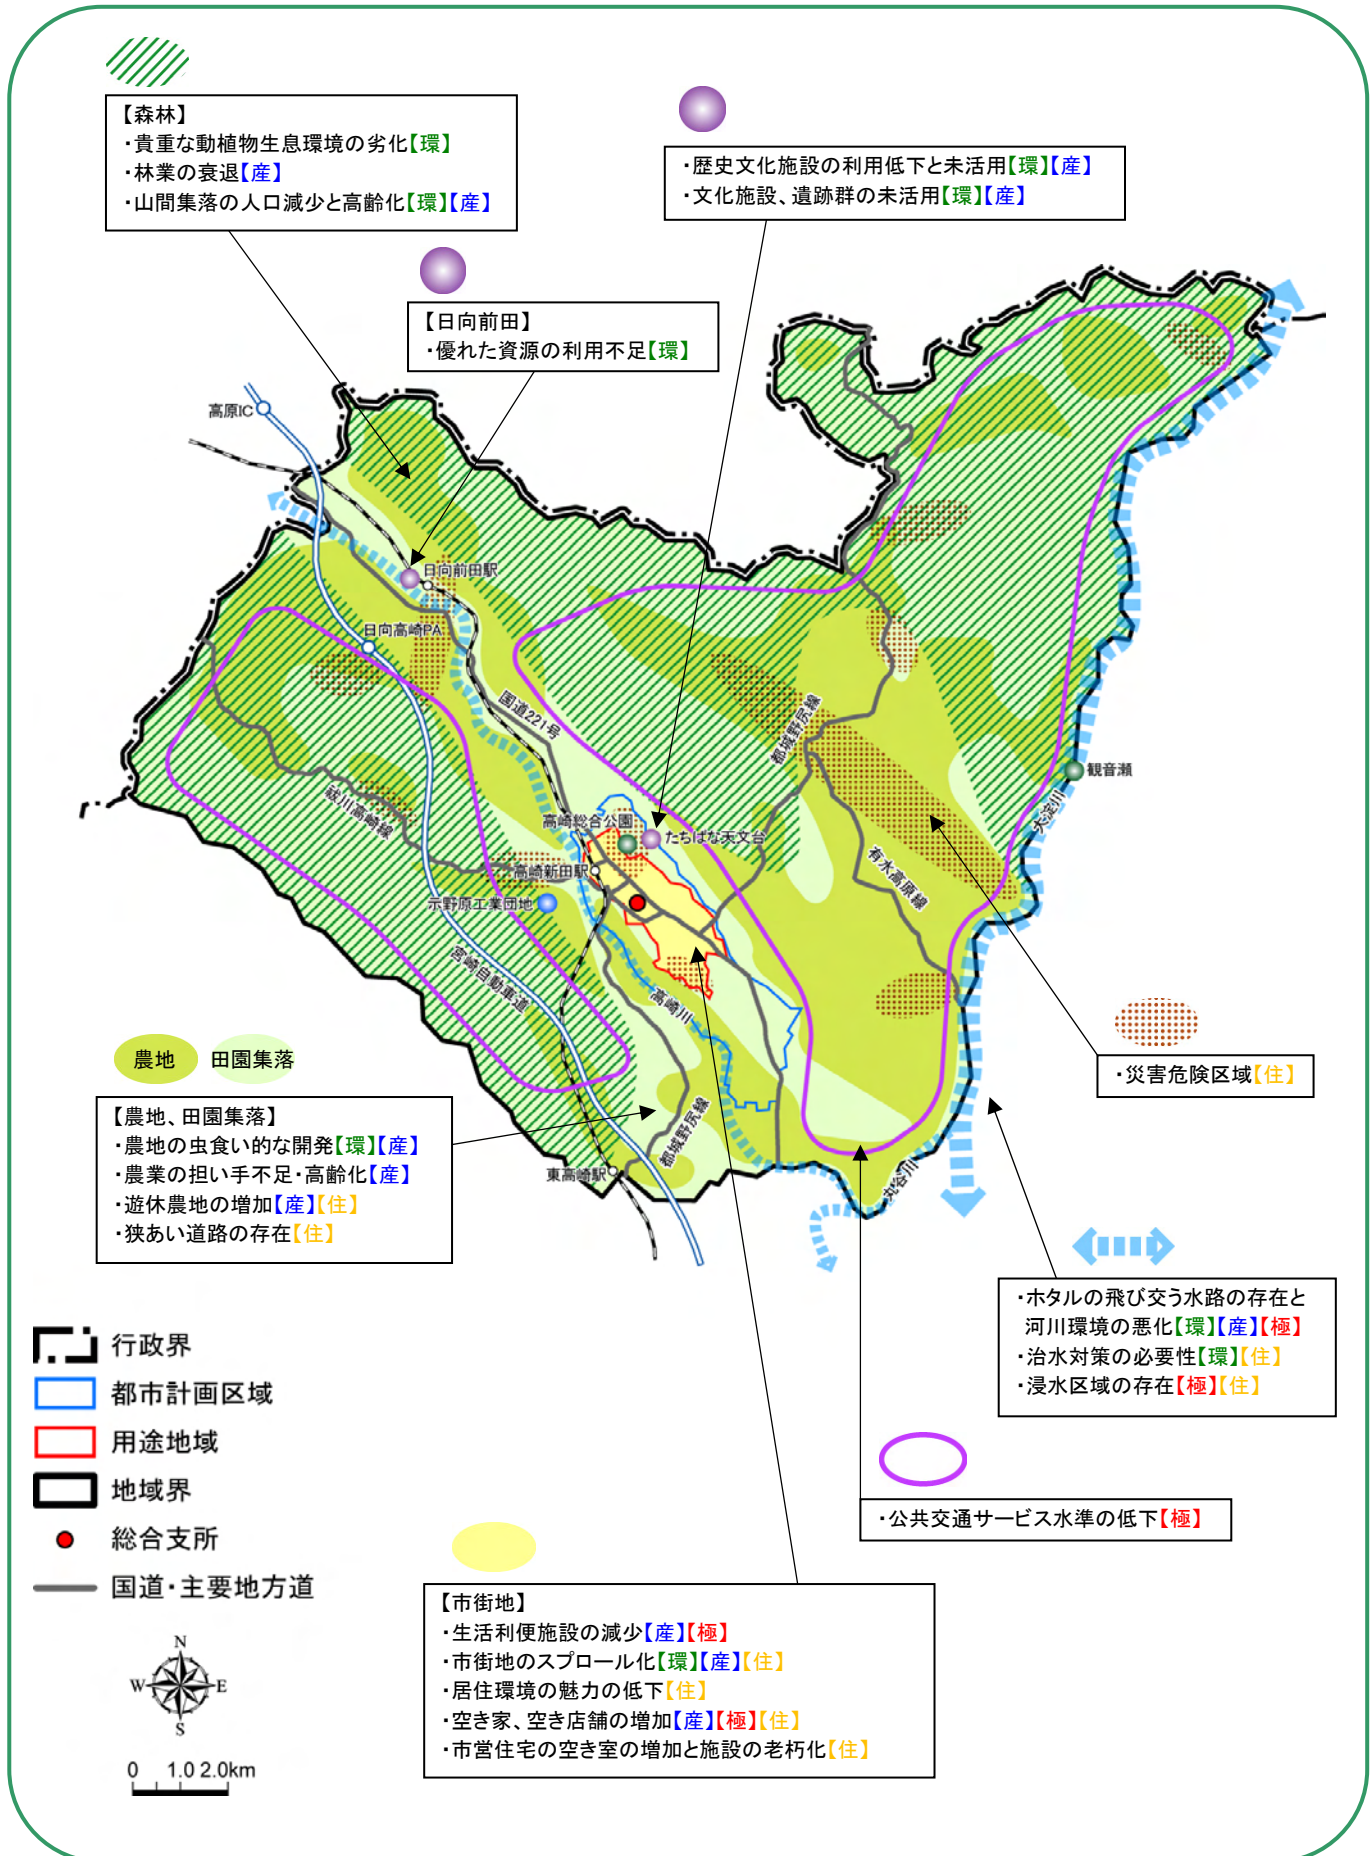 【森林】
・貴重な動植物生息環境の劣化【環】
・林業の衰退【産】
・山間集落の人口減少と高齢化【環】【産】
・歴史文化施設の利用低下と未活用【環】【産】
・文化施設、遺跡群の未活用【環】【産】
【日向前田】
・優れた資源の利用不足【環】
高原IC
日向前田駅
日向高崎PA
国道221号
都城野尻線
観音瀬
大淀川
祓川高崎線
高崎総合公園
たちばな天文台
有水高原線
高崎新田駅
示野原工業団地
宮崎自動車道
高崎川
都城野尻線
東高崎駅
丸谷川
農地 田園集落
【農地、田園集落】
・農地の虫食い的な開発【環】【産】
・農業の担い手不足・高齢化【産】
・遊休農地の増加【産】【住】
・狭あい道路の存在【住】
・災害危険区域【住】
・ホタルの飛び交う水路の存在と
河川環境の悪化【環】【産】【極】
・治水対策の必要性【環】【住】
・浸水区域の存在【極】【住】
・公共交通サービス水準の低下【極】
行政界
都市計画区域
用途地域
地域界
総合支所
国道・主要地方道
N
W E
S
0 1.0 2.0km
【市街地】
・生活利便施設の減少【産】【極】
・市街地のスプロール化【環】【産】【住】
・居住環境の魅力の低下【住】
・空き家、空き店舗の増加【産】【極】【住】
・市営住宅の空き室の増加と施設の老朽化【住】